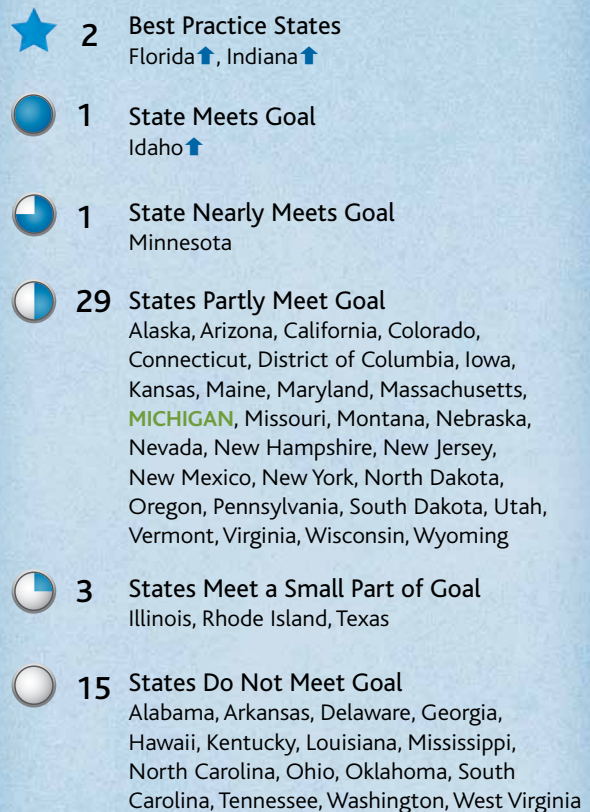 2 Best Practice States
Florida⬆, Indiana⬆
1 State Meets Goal
Idaho⬆
1 State Nearly Meets Goal
Minnesota
29 States Partly Meet Goal
Alaska, Arizona, California, Colorado,
Connecticut, District of Columbia, Iowa,
Kansas, Maine, Maryland, Massachusetts,
MICHIGAN, Missouri, Montana, Nebraska,
Nevada, New Hampshire, New Jersey,
New Mexico, New York, North Dakota,
Oregon, Pennsylvania, South Dakota, Utah,
Vermont, Virginia, Wisconsin, Wyoming
3 States Meet a Small Part of Goal
Illinois, Rhode Island, Texas
15 States Do Not Meet Goal
Alabama, Arkansas, Delaware, Georgia,
Hawaii, Kentucky, Louisiana, Mississippi,
North Carolina, Ohio, Oklahoma, South
Carolina, Tennessee, Washington, West Virginia